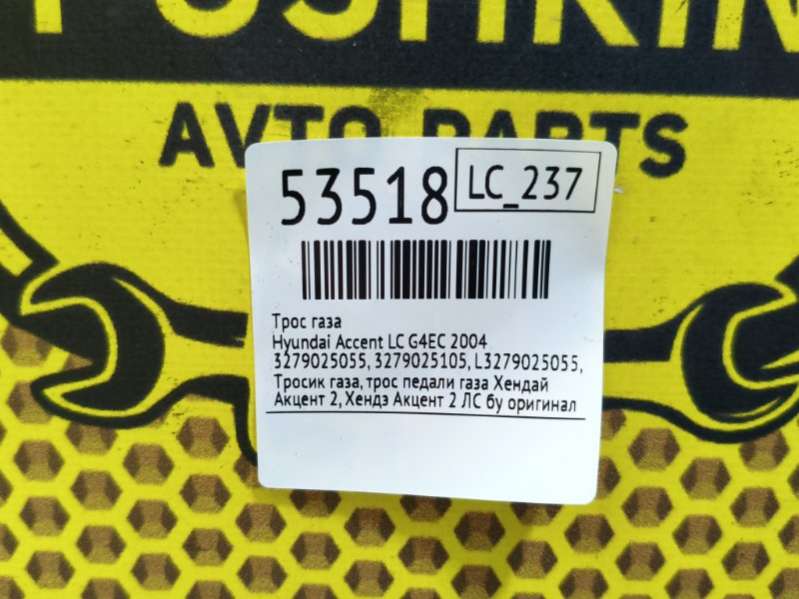 PUSHKIN
AVTO PARTS
53518
LC_237
Трос газа
Hyundai Accent LC G4EC 2004
3279025055, 3279025105, L3279025055,
Тросик газа, трос педали газа Хендай
Акцент 2, Хендэ Акцент 2 ЛС бу оригинал